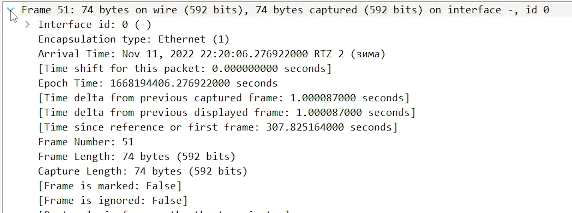 Frame 51: 74 bytes on wire (592 bits), 74 bytes captured (592 bits) on interface -, id 0
Interface id: 0 (-)
Encapsulation type: Ethernet (1)
Arrival Time: Nov 11, 2022 22:20:06.276922000 RTZ 2 (зима)
[Time shift for this packet: 0.000000000 seconds]
Epoch Time: 1668194406.276922000 seconds
[Time delta from previous captured frame: 1.000087000 seconds]
[Time delta from previous displayed frame: 1.000087000 seconds]
[Time since reference or first frame: 307.825164000 seconds]
Frame Number: 51
Frame Length: 74 bytes (592 bits)
Capture Length: 74 bytes (592 bits)
[Frame is marked: False]
[Frame is ignored: False]